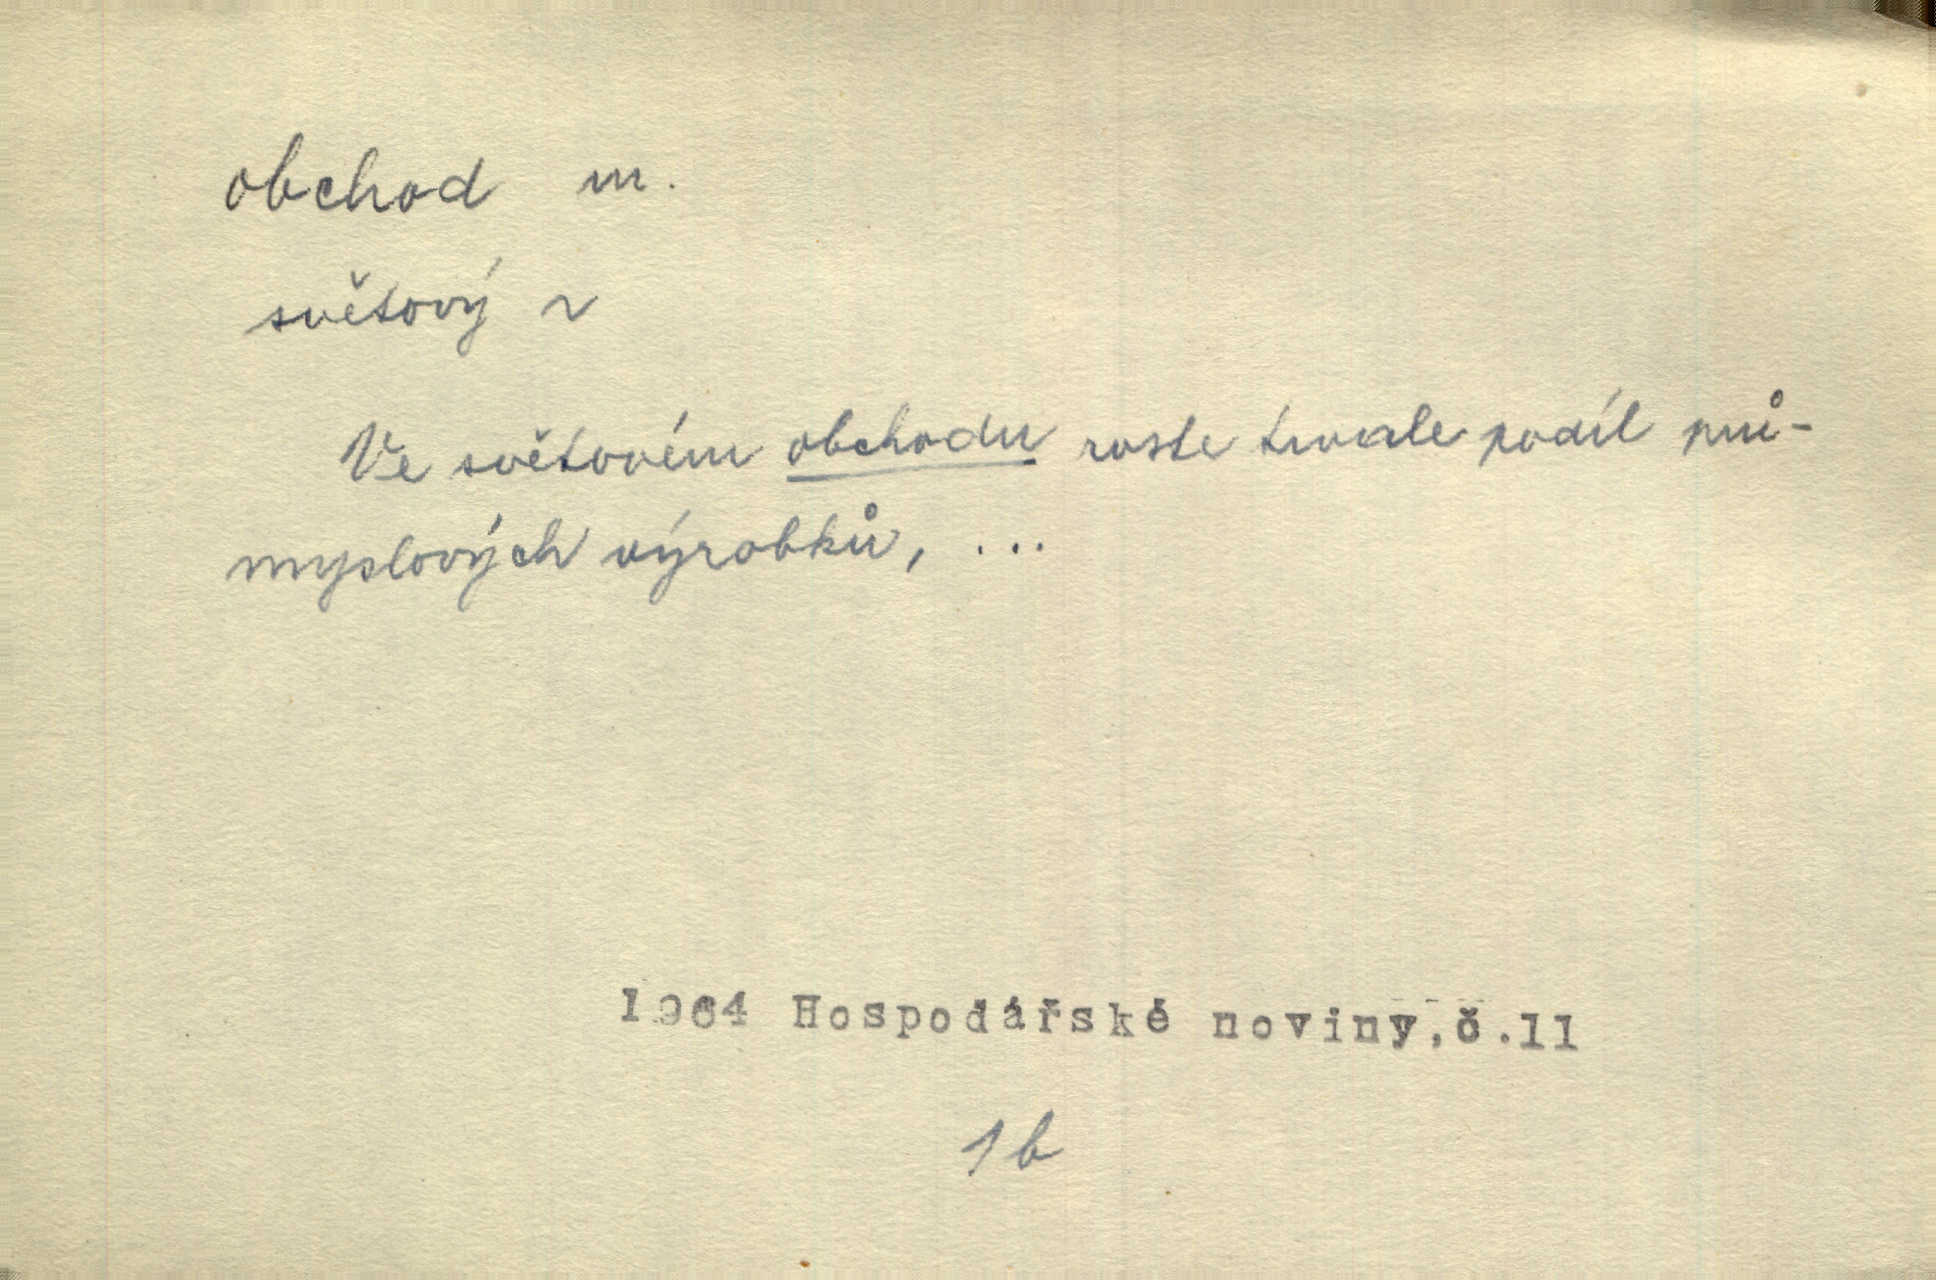 obchod m.
světový ~
Ve světovém obchodu roste trvale podíl prů-
myslových výrobků, ...
1964 Hospodářské noviny,č.11
1b